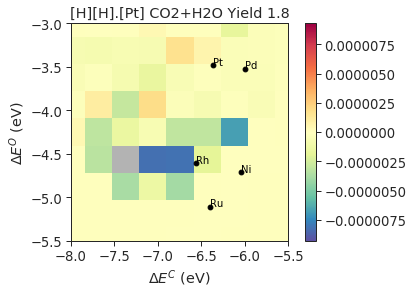 [H][H].[Pt] CO2+H2O Yield 1.8
−3.0
−3.5
−4.0
−4.5
−5.0
−5.5
ΔE^O (eV)
Pt
Pd
Rh
Ni
Ru
−8.0 −7.5 −7.0 −6.5 −6.0 −5.5
ΔE^C (eV)
0.0000075
0.0000050
0.0000025
0.0000000
−0.0000025
−0.0000050
−0.0000075